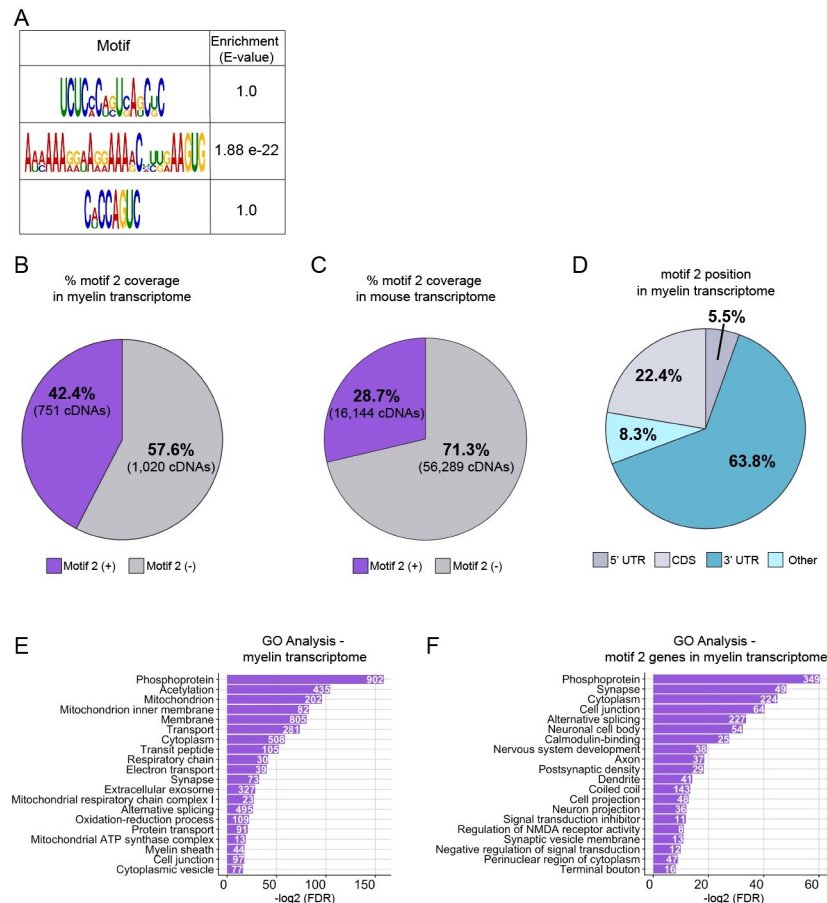 A
Motif
Enrichment
(E-value)
1.0
1.88 e-22
1.0
B
% motif 2 coverage
in myelin transcriptome
42.4%
(751 cDNAs)
57.6%
(1,020 cDNAs)
Motif 2 (+)
Motif 2 (-)
C
% motif 2 coverage
in mouse transcriptome
28.7%
(16,144 cDNAs)
71.3%
(56,289 cDNAs)
Motif 2 (+)
Motif 2 (-)
D
motif 2 position
in myelin transcriptome
5.5%
22.4%
8.3%
63.8%
5' UTR
CDS
3' UTR
Other
E
GO Analysis -
myelin transcriptome
Phosphoprotein 902
Acetylation 435
Mitochondrion 202
Mitochondrion inner membrane 82
Membrane 805
Transport 281
Cytoplasm 508
Transit peptide 105
Respiratory chain 30
Electron transport 39
Synapse 73
Extracellular exosome 327
Mitochondrial respiratory chain complex I 23
Alternative splicing 495
Oxidation-reduction process 109
Protein transport 91
Mitochondrial ATP synthase complex 13
Myelin sheath 44
Cell junction 97
Cytoplasmic vesicle 77
0 50 100 150
-log2 (FDR)
F
GO Analysis -
motif 2 genes in myelin transcriptome
Phosphoprotein 349
Synapse 49
Cytoplasm 224
Cell junction 64
Alternative splicing 227
Neuronal cell body 54
Calmodulin-binding 25
Nervous system development 38
Axon 37
Postsynaptic density 29
Dendrite 41
Coiled coil 143
Cell projection 48
Neuron projection 36
Signal transduction inhibitor 11
Regulation of NMDA receptor activity 8
Synaptic vesicle membrane 13
Negative regulation of signal transduction 12
Perinuclear region of cytoplasm 47
Terminal bouton 16
0 20 40 60
-log2 (FDR)